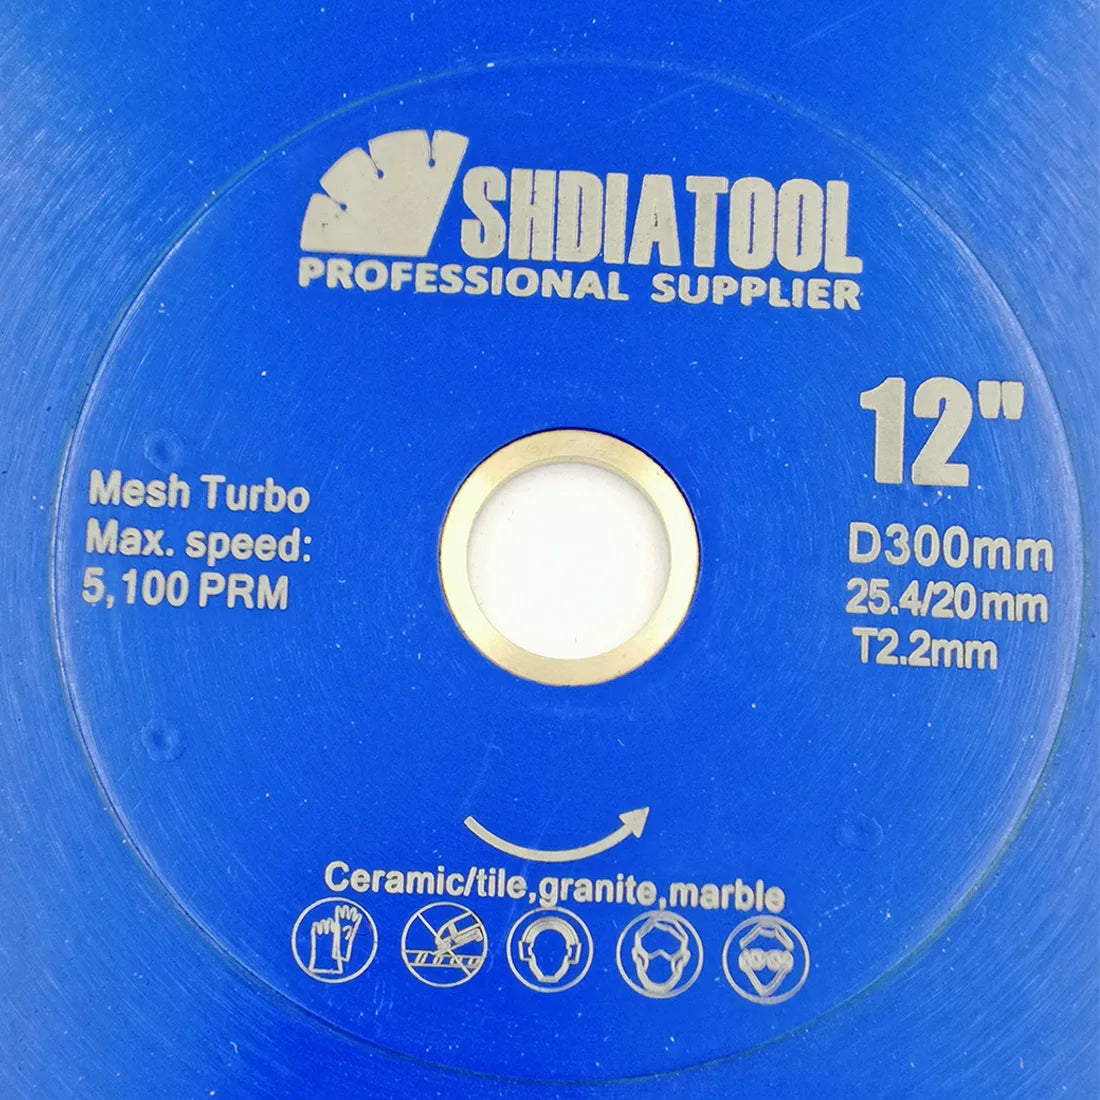 SHDIATOOL
PROFESSIONAL SUPPLIER
12"
Mesh Turbo
Max. speed:
5,100 PRM
D300mm
25.4/20mm
T2.2mm
Ceramic/tile,granite,marble